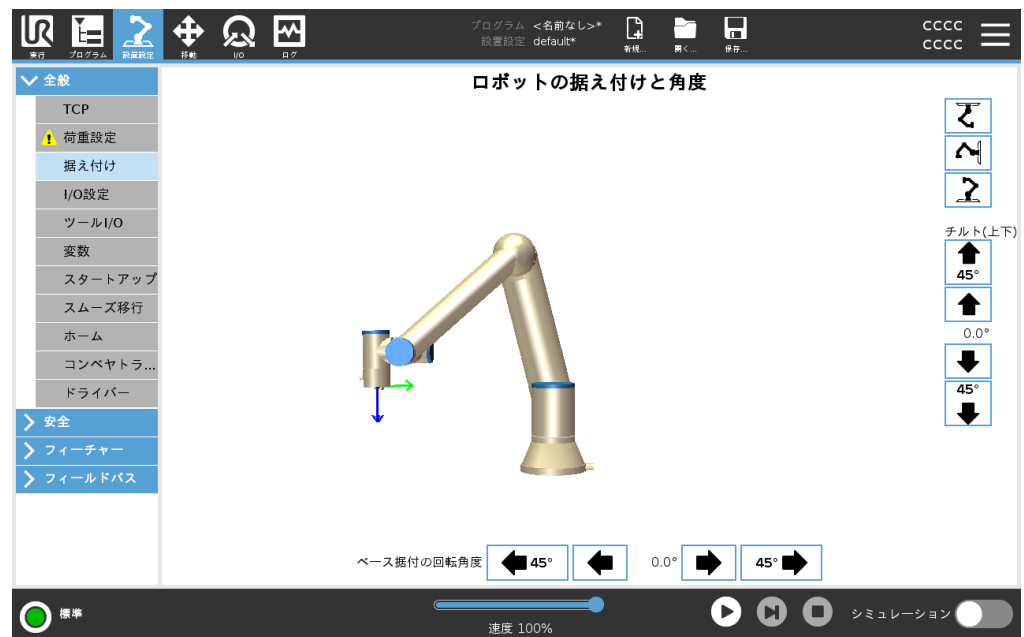 UR
実行
プログラム
設置設定
移動
I/O
ログ
プログラム <名前なし>*
設置設定 default*
新規...
開く...
保存...
CCCC
CCCC
全般
TCP
荷重設定
据え付け
I/O設定
ツールI/O
変数
スタートアップ
スムーズ移行
ホーム
コンベヤトラ...
ドライバー
安全
フィーチャー
フィールドバス
ロボットの据え付けと角度
チルト(上下)
45°
0.0°
45°
ベース据付の回転角度
45°
0.0°
45°
標準
速度 100%
シミュレーション